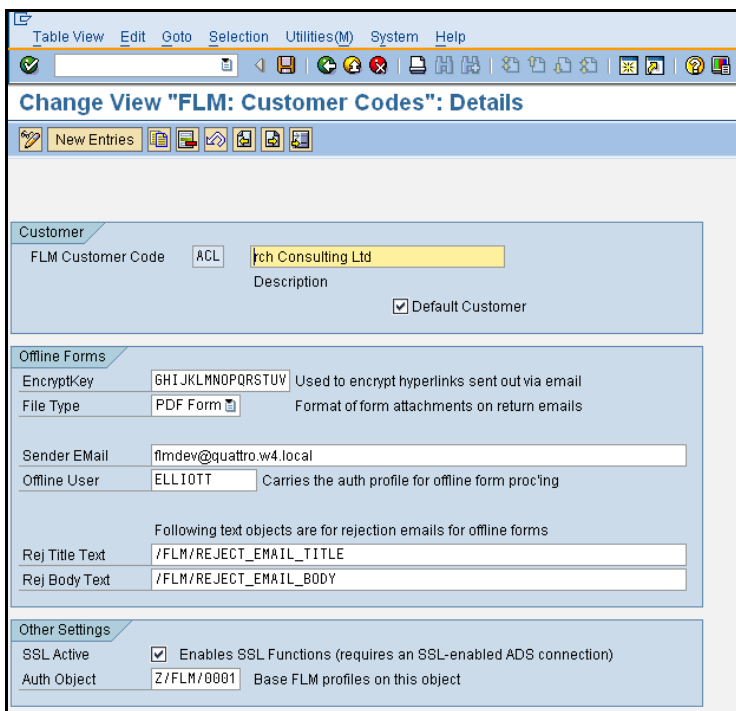 Table View Edit Goto Selection Utilities(M) System Help
Change View "FLM: Customer Codes": Details
New Entries
Customer
FLM Customer Code ACL rch Consulting Ltd
Description
Default Customer
Offline Forms
EncryptKey GHIJKLMNOPQRSTUV Used to encrypt hyperlinks sent out via email
File Type PDF Form Format of form attachments on return emails
Sender EMail flmdev@quattro.w4.local
Offline User ELLIOTT Carries the auth profile for offline form proc'ing
Following text objects are for rejection emails for offline forms
Rej Title Text /FLM/REJECT_EMAIL_TITLE
Rej Body Text /FLM/REJECT_EMAIL_BODY
Other Settings
SSL Active Enables SSL Functions (requires an SSL-enabled ADS connection)
Auth Object Z/FLM/0001 Base FLM profiles on this object